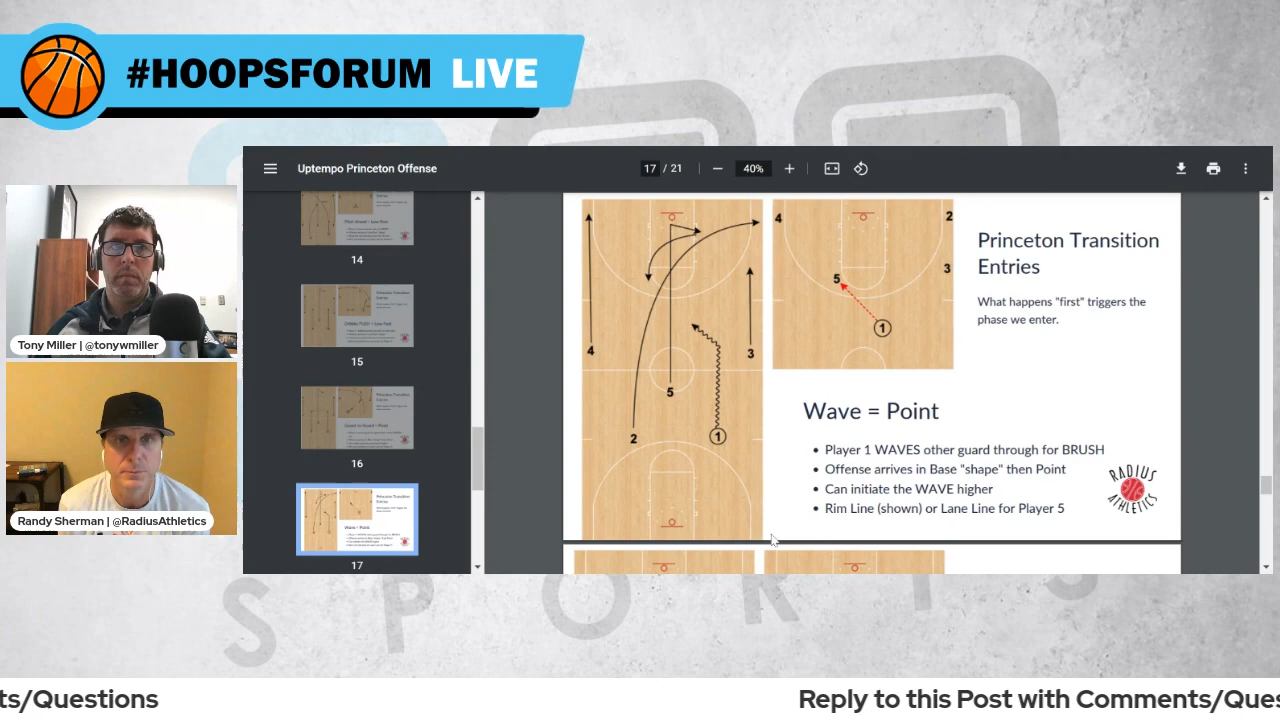 #HOOPSFORUM LIVE
Uptempo Princeton Offense
17 / 21
40%
Tony Miller | @tonywmiller
Randy Sherman | @RadiusAthletics
14
15
16
17
4
5
3
2
1
4
2
3
5
1
Princeton Transition
Entries
What happens "first" triggers the
phase we enter.
Wave = Point
• Player 1 WAVES other guard through for BRUSH
• Offense arrives in Base "shape" then Point
• Can initiate the WAVE higher
• Rim Line (shown) or Lane Line for Player 5
RADIUS
ATHLETICS
SPORTS
ts/Questions
Reply to this Post with Comments/Ques